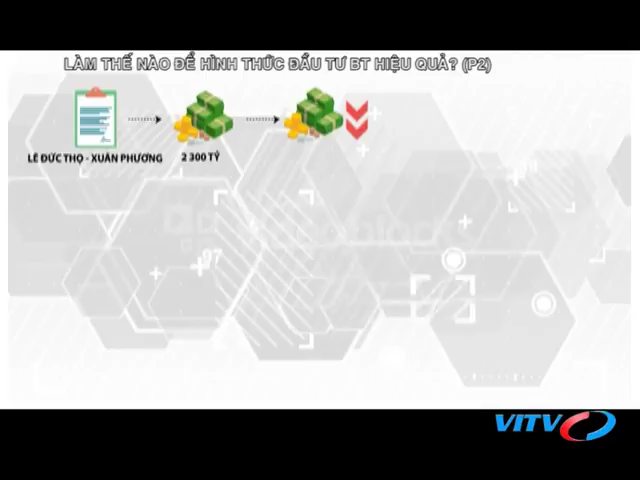 LÀM THẾ NÀO ĐỂ HÌNH THỨC ĐẦU TƯ BT HIỆU QUẢ? (P2)
LÊ ĐỨC THỌ - XUÂN PHƯƠNG
2 300 TỶ
VITV